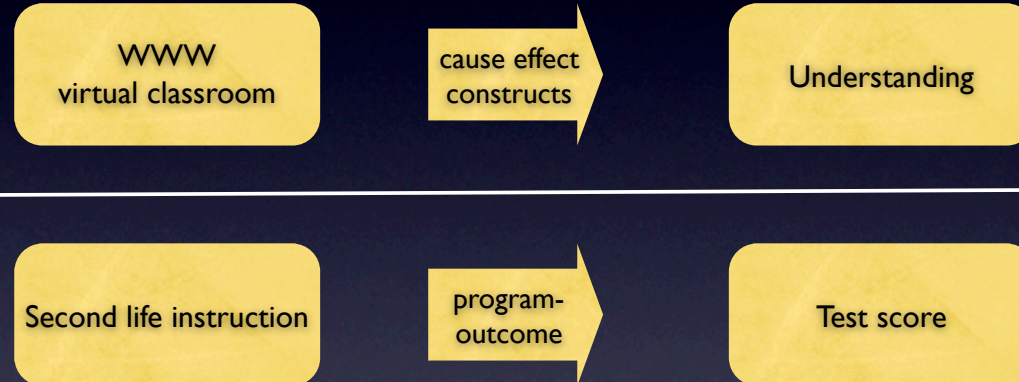 WWW
virtual classroom
cause effect
constructs
Understanding
Second life instruction
program-
outcome
Test score